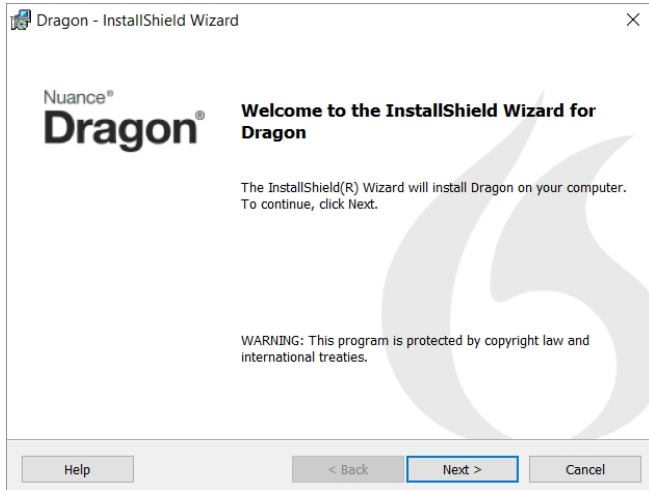 Dragon - InstallShield Wizard
Nuance®
Dragon®
Welcome to the InstallShield Wizard for
Dragon
The InstallShield(R) Wizard will install Dragon on your computer.
To continue, click Next.
WARNING: This program is protected by copyright law and
international treaties.
Help
< Back
Next >
Cancel